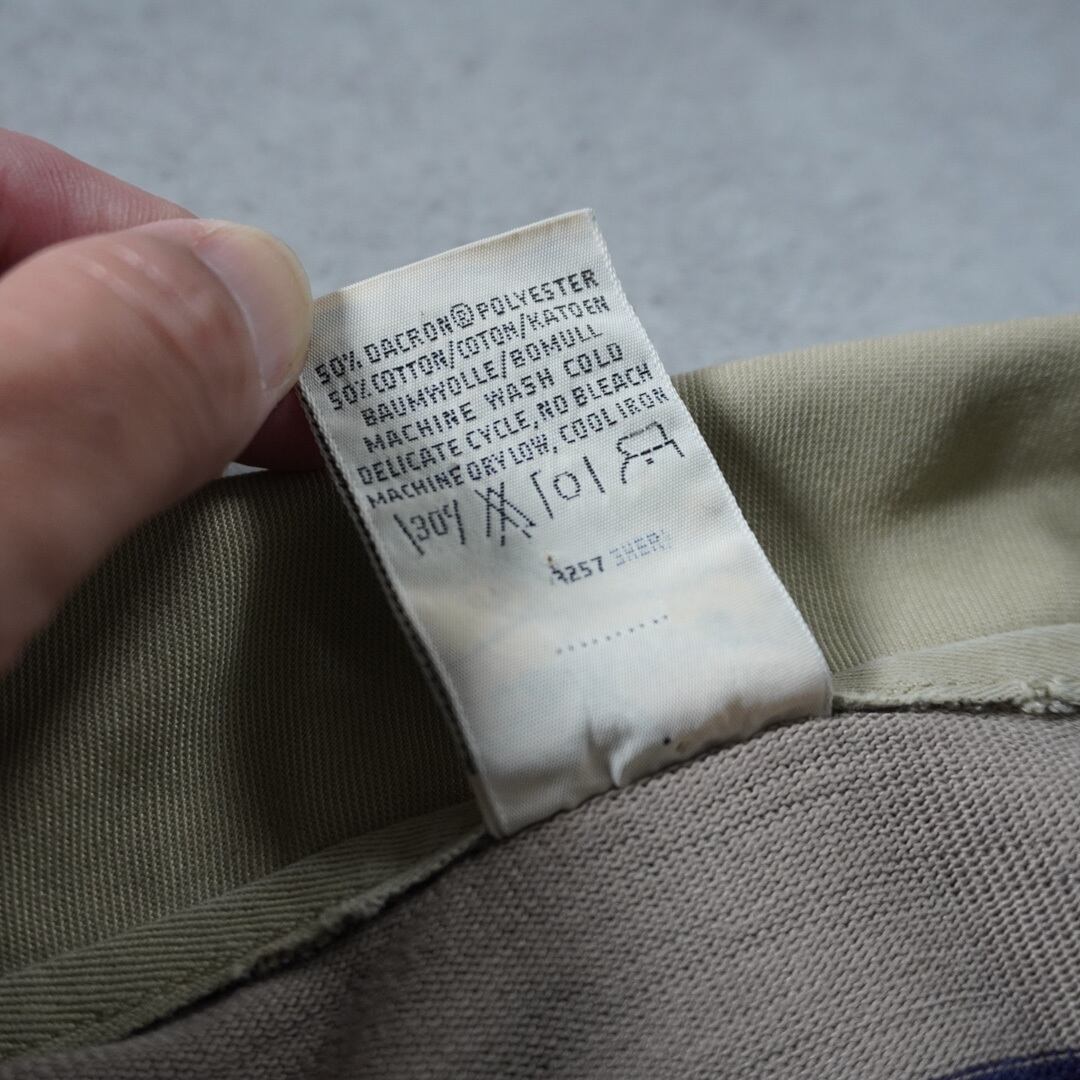 50% DACRON® POLYESTER
50% COTTON/COTON/KATOEN
BAUMWOLLE/BOMULL
MACHINE WASH COLD
DELICATE CYCLE, NO BLEACH
MACHINE DRY LOW, COOL IRON
30°